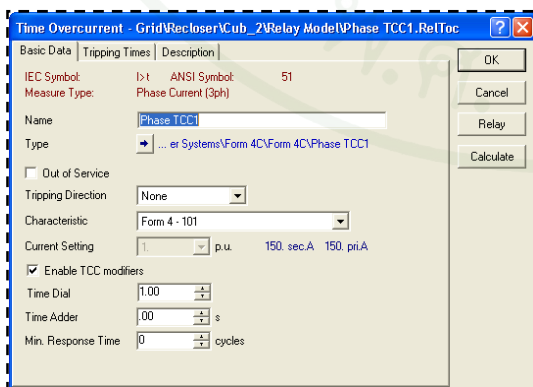 Time Overcurrent - Grid\Recloser\Cub_2\Relay Model\Phase TCC1.RelToc
Basic Data Tripping Times Description
OK
Cancel
Relay
Calculate
IEC Symbol: I>t ANSI Symbol: 51
Measure Type: Phase Current (3ph)
Name Phase TCC1
Type ... er Systems\Form 4C\Form 4C\Phase TCC1
Out of Service
Tripping Direction None
Characteristic Form 4 - 101
Current Setting 1. p.u. 150. sec.A 150. pri.A
Enable TCC modifiers
Time Dial 1.00
Time Adder .00 s
Min. Response Time 0 cycles